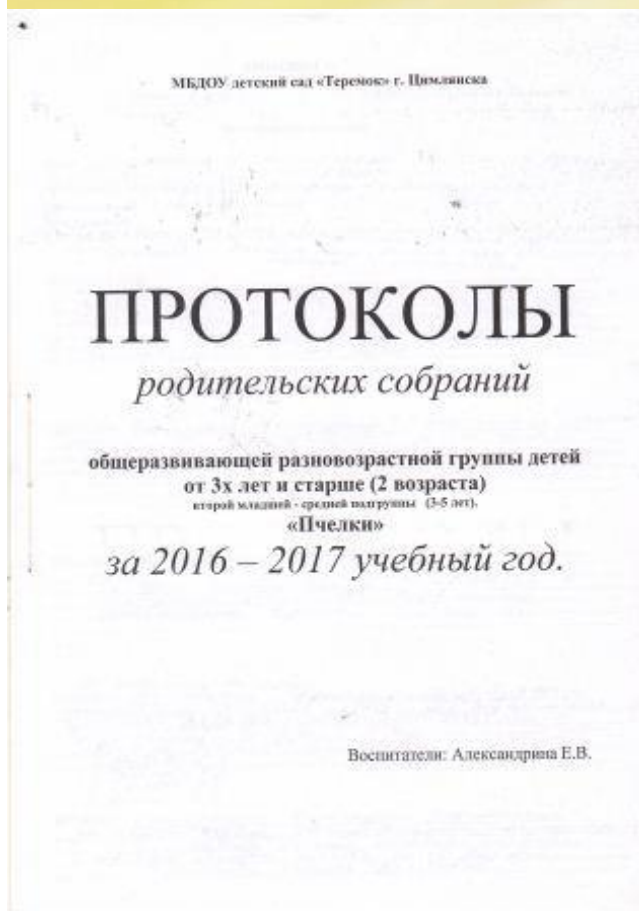 МБДОУ детский сад «Теремок» г. Цимлянска
ПРОТОКОЛЫ
родительских собраний
общеразвивающей разновозрастной группы детей
от 3х лет и старше (2 возраста)
второй младшей - средней подгруппы (3-5 лет).
«Пчелки»
за 2016 – 2017 учебный год.
Воспитатели: Александрина Е.В.